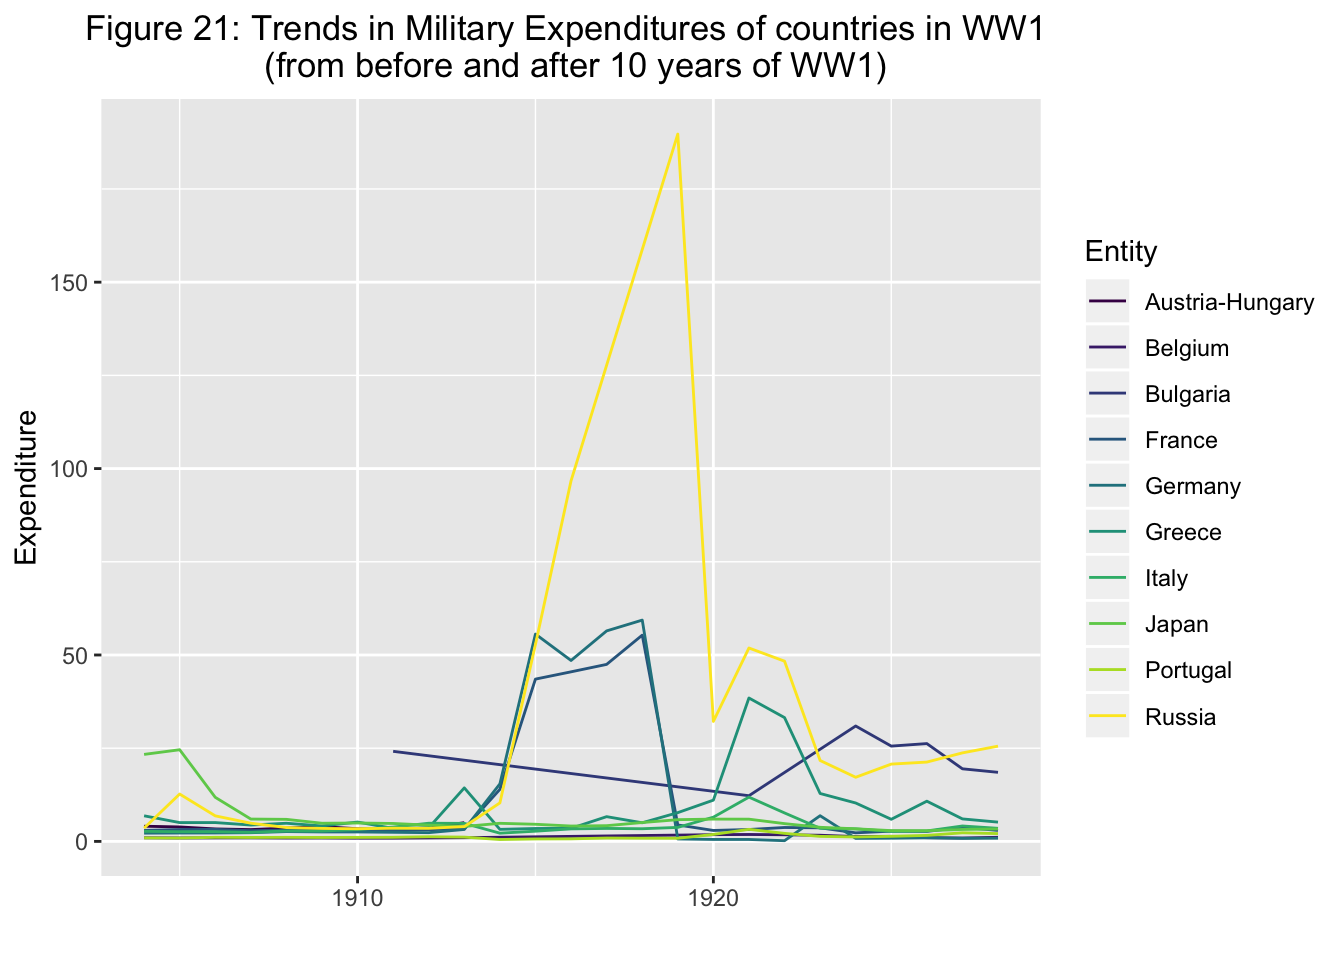 Figure 21: Trends in Military Expenditures of countries in WW1
(from before and after 10 years of WW1)
Expenditure
150
100
50
0
1910
1920
Entity
Austria-Hungary
Belgium
Bulgaria
France
Germany
Greece
Italy
Japan
Portugal
Russia